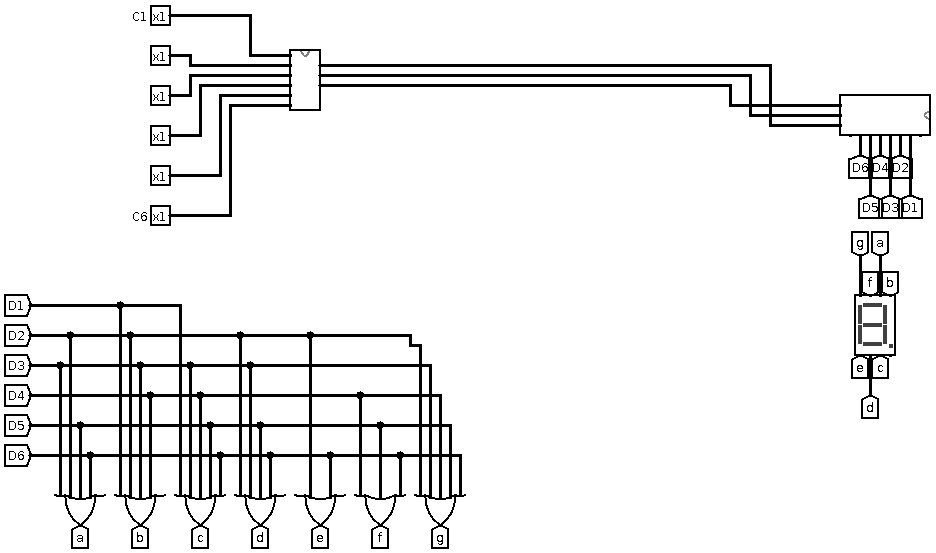 C1 x1
x1
x1
x1
x1
C6 x1
D6 D4 D2
D5 D3 D1
g a
f b
e c
d
D1
D2
D3
D4
D5
D6
a b c d e f g